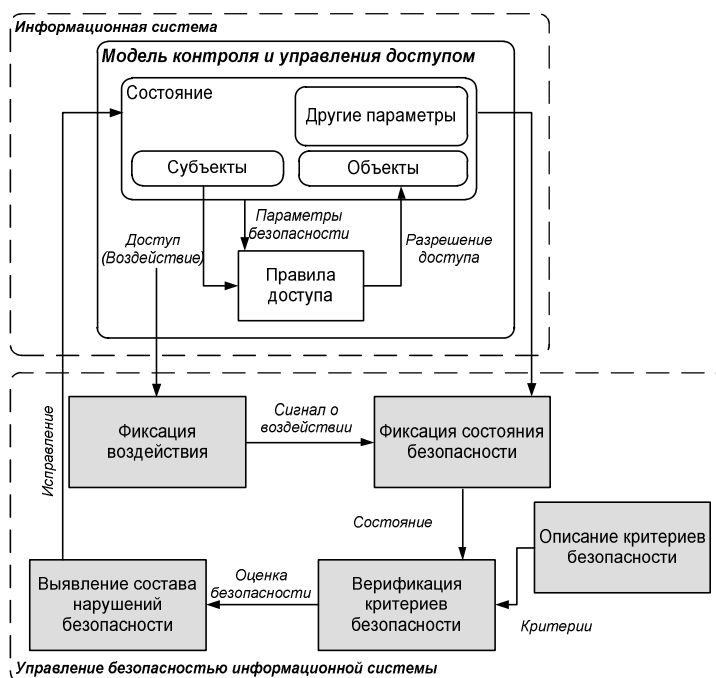 Информационная система
Модель контроля и управления доступом
Состояние
Другие параметры
Субъекты
Объекты
Параметры
безопасности
Доступ
(Воздействие)
Разрешение
доступа
Правила
доступа
Исправление
Фиксация
воздействия
Сигнал о
воздействии
Фиксация состояния
безопасности
Состояние
Описание критериев
безопасности
Выявление состава
нарушений
безопасности
Оценка
безопасности
Верификация
критериев
безопасности
Критерии
Управление безопасностью информационной системы